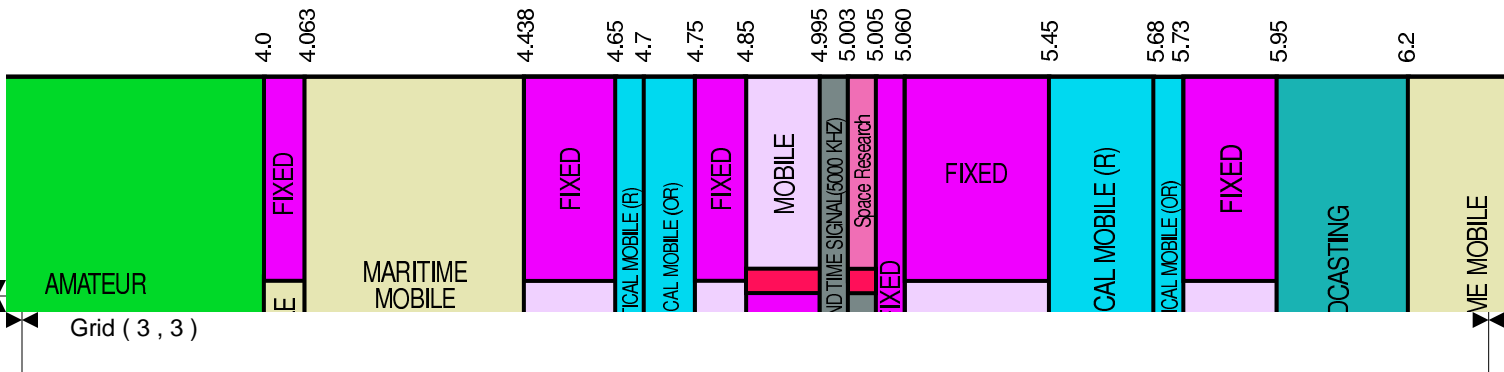 4.0
4.063
4.438
4.65
4.7
4.75
4.85
4.995
5.003
5.005
5.060
5.45
5.68
5.73
5.95
6.2
AMATEUR
FIXED
E
MARITIME
MOBILE
FIXED
TICAL MOBILE (R)
CAL MOBILE (OR)
FIXED
MOBILE
ND TIME SIGNAL(5000 KHZ)
Space Research
FIXED
FIXED
CAL MOBILE (R)
ICAL MOBILE (OR)
FIXED
DCASTING
ME MOBILE
Grid ( 3 , 3 )